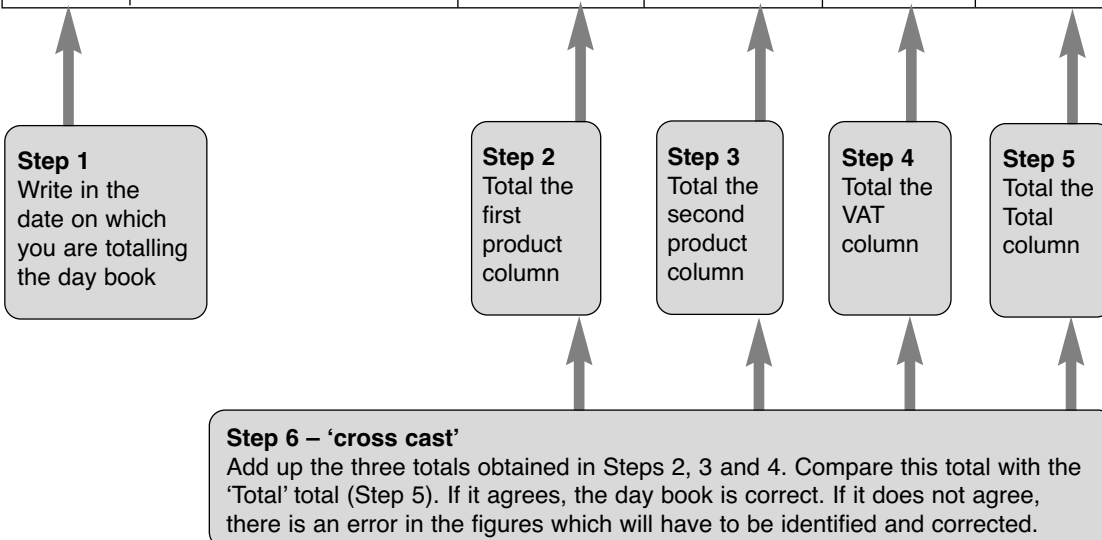 Step 1
Write in the
date on which
you are totalling
the day book
Step 2
Total the
first
product
column
Step 3
Total the
second
product
column
Step 4
Total the
VAT
column
Step 5
Total the
Total
column
Step 6 – ‘cross cast’
Add up the three totals obtained in Steps 2, 3 and 4. Compare this total with the
‘Total’ total (Step 5). If it agrees, the day book is correct. If it does not agree,
there is an error in the figures which will have to be identified and corrected.